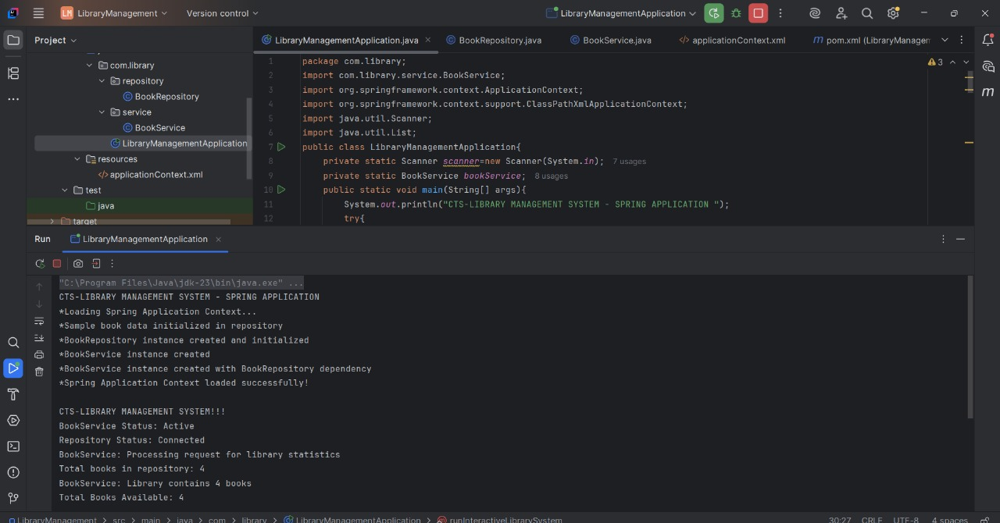 LM LibraryManagement Version control LibraryManagementApplication
Project
LibraryManagementApplication.java BookRepository.java BookService.java applicationContext.xml pom.xml (LibraryManagem
com.library
repository
BookRepository
service
BookService
LibraryManagementApplication
resources
applicationContext.xml
test
java
target
3
1 package com.library;
2 import com.library.service.BookService;
3 import org.springframework.context.ApplicationContext;
4 import org.springframework.context.support.ClassPathXmlApplicationContext;
5 import java.util.Scanner;
6 import java.util.List;
7 public class LibraryManagementApplication{
8 private static Scanner scanner=new Scanner(System.in); 7 usages
9 private static BookService bookService; 8 usages
10 public static void main(String[] args){
11 System.out.println("CTS-LIBRARY MANAGEMENT SYSTEM - SPRING APPLICATION ");
12 try{
Run LibraryManagementApplication
"C:\Program Files\Java\jdk-23\bin\java.exe" ...
CTS-LIBRARY MANAGEMENT SYSTEM - SPRING APPLICATION
*Loading Spring Application Context...
*Sample book data initialized in repository
*BookRepository instance created and initialized
*BookService instance created
*BookService instance created with BookRepository dependency
*Spring Application Context loaded successfully!
CTS-LIBRARY MANAGEMENT SYSTEM!!!
BookService Status: Active
Repository Status: Connected
BookService: Processing request for library statistics
Total books in repository: 4
BookService: Library contains 4 books
Total Books Available: 4
LibraryManagement > src > main > java > com > library > LibraryManagementApplication > runInteractiveLibrarySystem 30:27 CRLF UTF-8 4 spaces